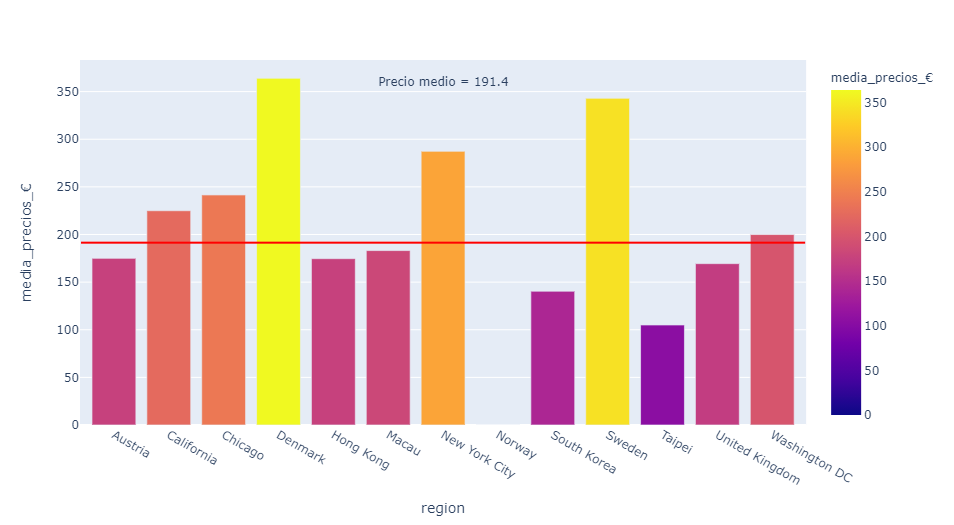 Precio medio = 191.4
media_precios_€
350
300
250
200
150
100
50
0
media_precios_€
350
300
250
200
150
100
50
0
Austria
California
Chicago
Denmark
Hong Kong
Macau
New York City
Norway
South Korea
Sweden
Taipei
United Kingdom
Washington DC
region